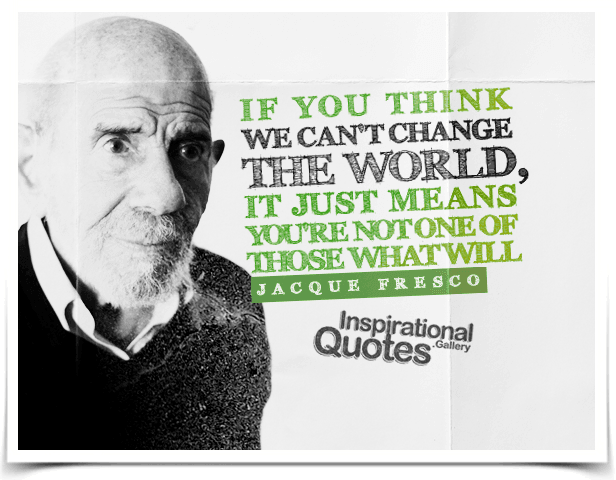 IF YOU THINK
WE CAN'T CHANGE
THE WORLD,
IT JUST MEANS
YOU'RE NOT ONE OF
THOSE WHAT WILL
JACQUE FRESCO
Inspirational
Quotes.Gallery